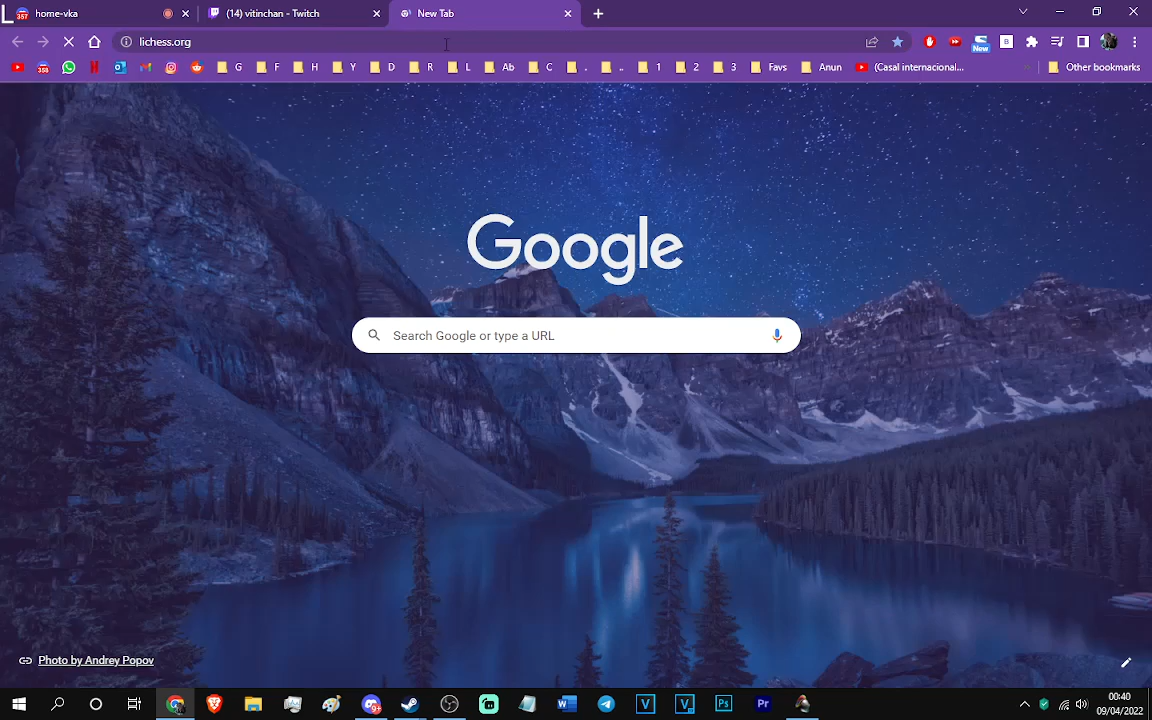 home-vka
(14) vitinchan - Twitch
New Tab
lichess.org
New
G
F
H
Y
D
R
L
Ab
C
.
..
1
2
3
Favs
Anun
(Casal internacional...
Other bookmarks
Google
Search Google or type a URL
Photo by Andrey Popov
00:40
09/04/2022